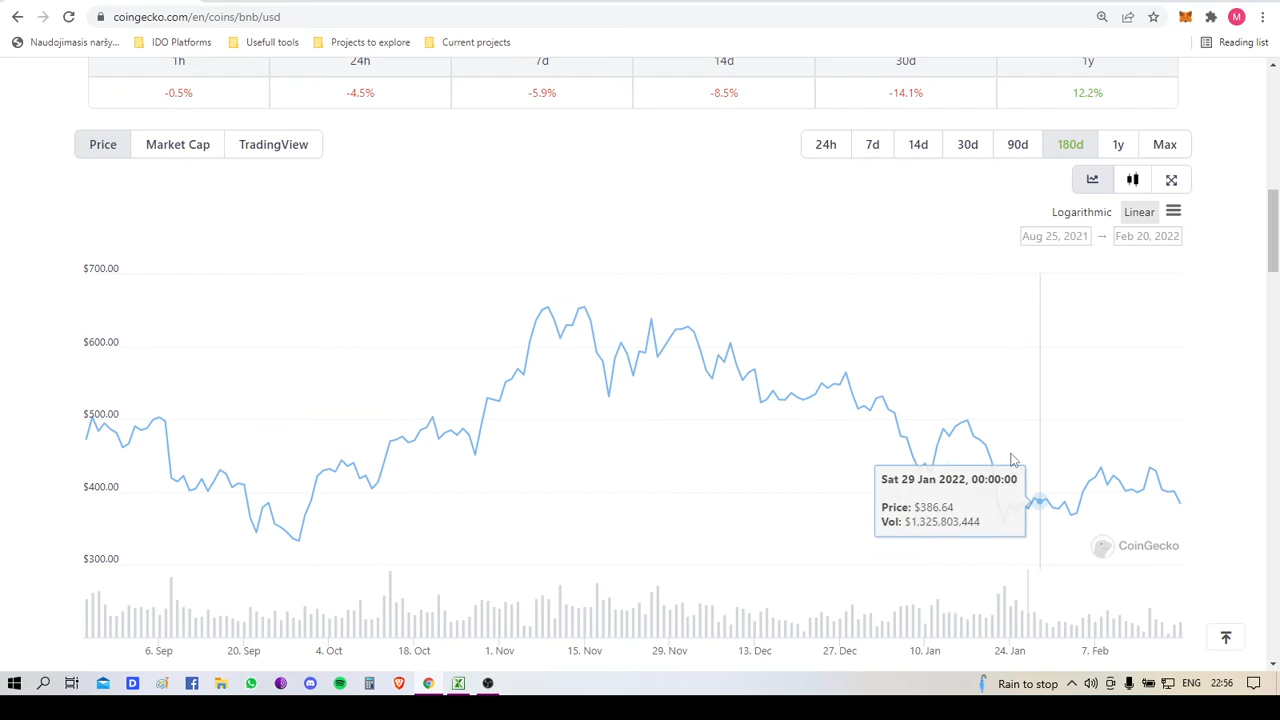 coingecko.com/en/coins/bnb/usd
M
Naudojimasis naršy... IDO Platforms Usefull tools Projects to explore Current projects Reading list
1h 24h 7d 14d 30d 1y
-0.5% -4.5% -5.9% -8.5% -14.1% 12.2%
Price Market Cap TradingView 24h 7d 14d 30d 90d 180d 1y Max
Logarithmic Linear
Aug 25, 2021 → Feb 20, 2022
$700.00
$600.00
$500.00
$400.00
$300.00
Sat 29 Jan 2022, 00:00:00
Price: $386.64
Vol: $1,325,803,444
CoinGecko
6. Sep 20. Sep 4. Oct 18. Oct 1. Nov 15. Nov 29. Nov 13. Dec 27. Dec 10. Jan 24. Jan 7. Feb
Rain to stop ENG 22:56